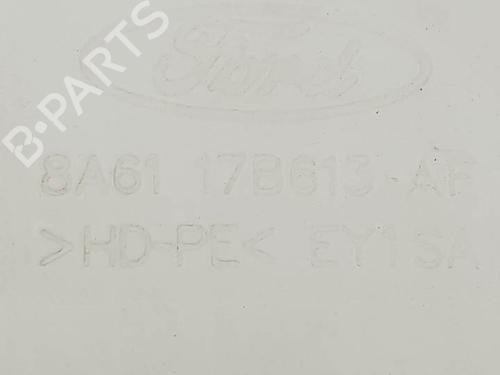 B-PARTS
Ford
8A61 17B613-AF
>HD-PE< EY1SA